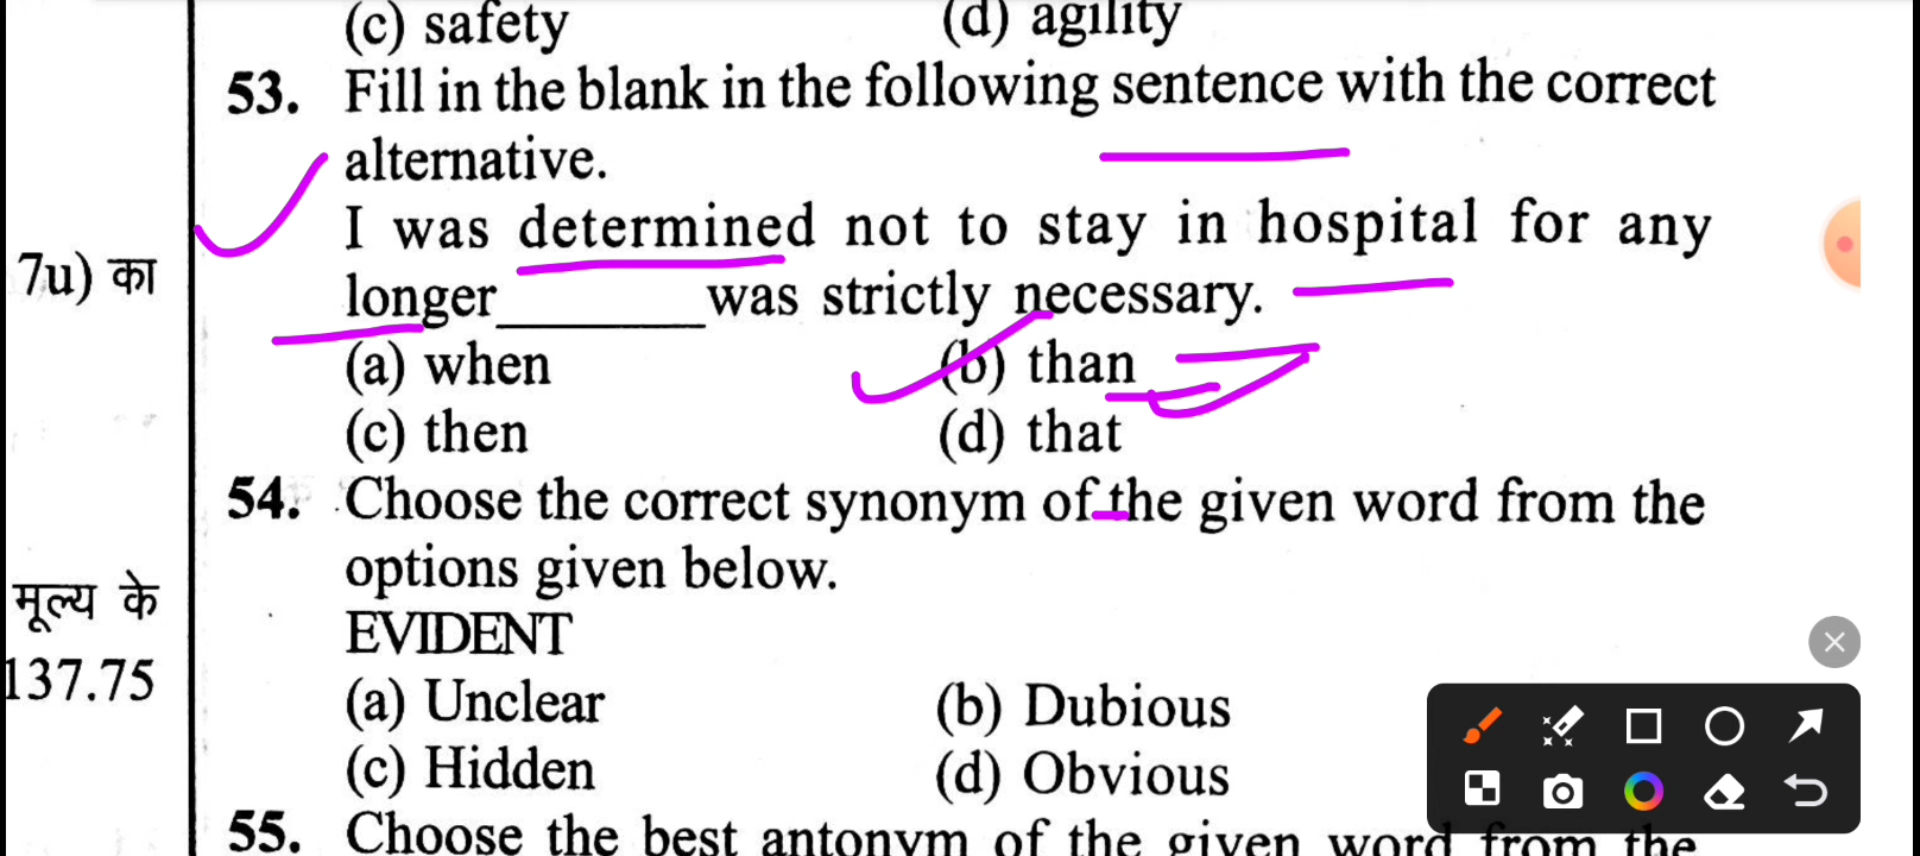 (c) safety (d) agility
53. Fill in the blank in the following sentence with the correct
alternative.
I was determined not to stay in hospital for any
longer________was strictly necessary.
(a) when (b) than
(c) then (d) that
54. Choose the correct synonym of the given word from the
options given below.
EVIDENT
(a) Unclear (b) Dubious
(c) Hidden (d) Obvious
55. Choose the best antonym of the given word from the
7u) का
मूल्य के
137.75